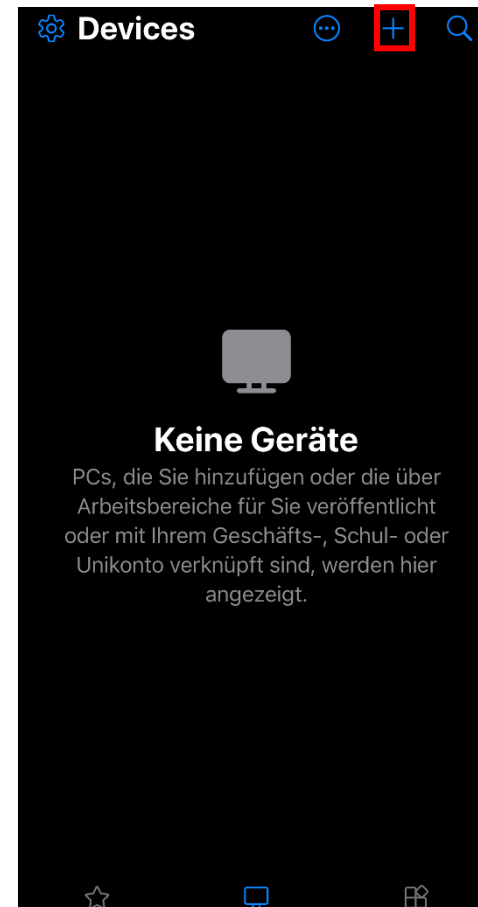 Devices
Keine Geräte
PCs, die Sie hinzufügen oder die über
Arbeitsbereiche für Sie veröffentlicht
oder mit Ihrem Geschäfts-, Schul- oder
Unikonto verknüpft sind, werden hier
angezeigt.